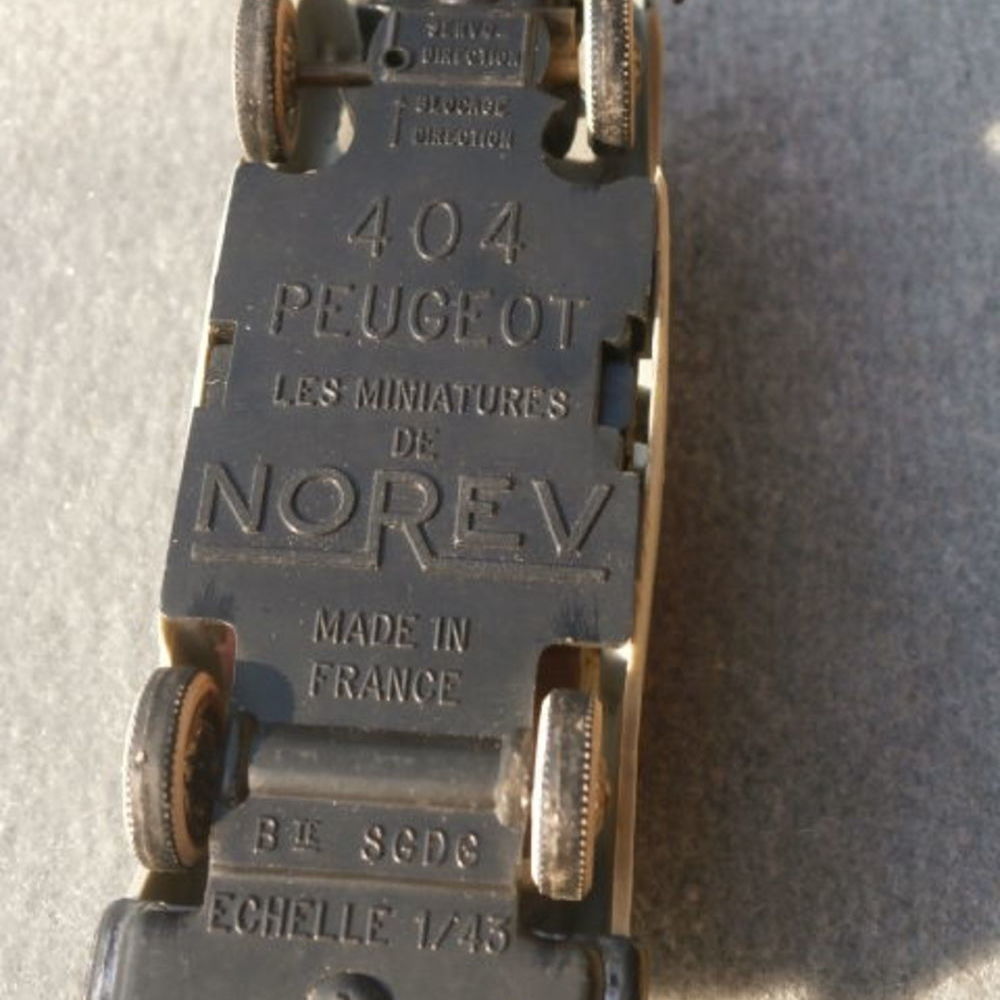 SERVO
DIRECTION
BLOCAGE
DIRECTION
404
PEUGEOT
LES MINIATURES
DE
NOREV
MADE IN
FRANCE
BTE SGDG
ECHELLE 1/43